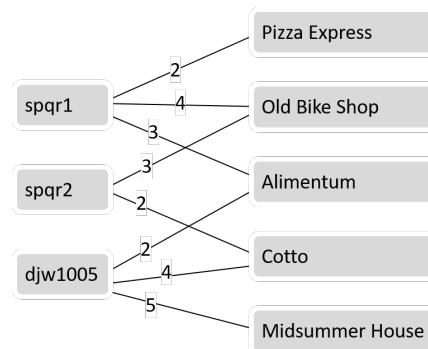 Pizza Express
2
spqr1
4
Old Bike Shop
3
3
Alimentum
spqr2
2
2
Cotto
djw1005
4
5
Midsummer House